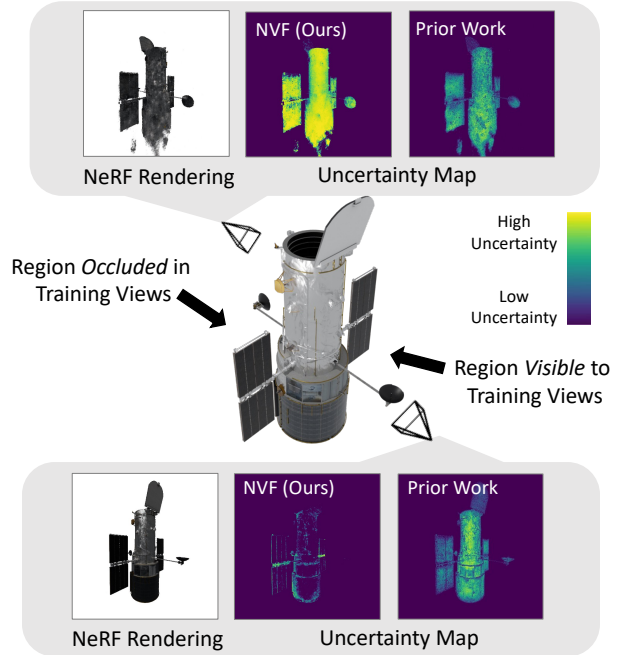 NVF (Ours)
Prior Work
NeRF Rendering
Uncertainty Map
High
Uncertainty
Low
Uncertainty
Region Occluded in
Training Views
Region Visible to
Training Views
NVF (Ours)
Prior Work
NeRF Rendering
Uncertainty Map